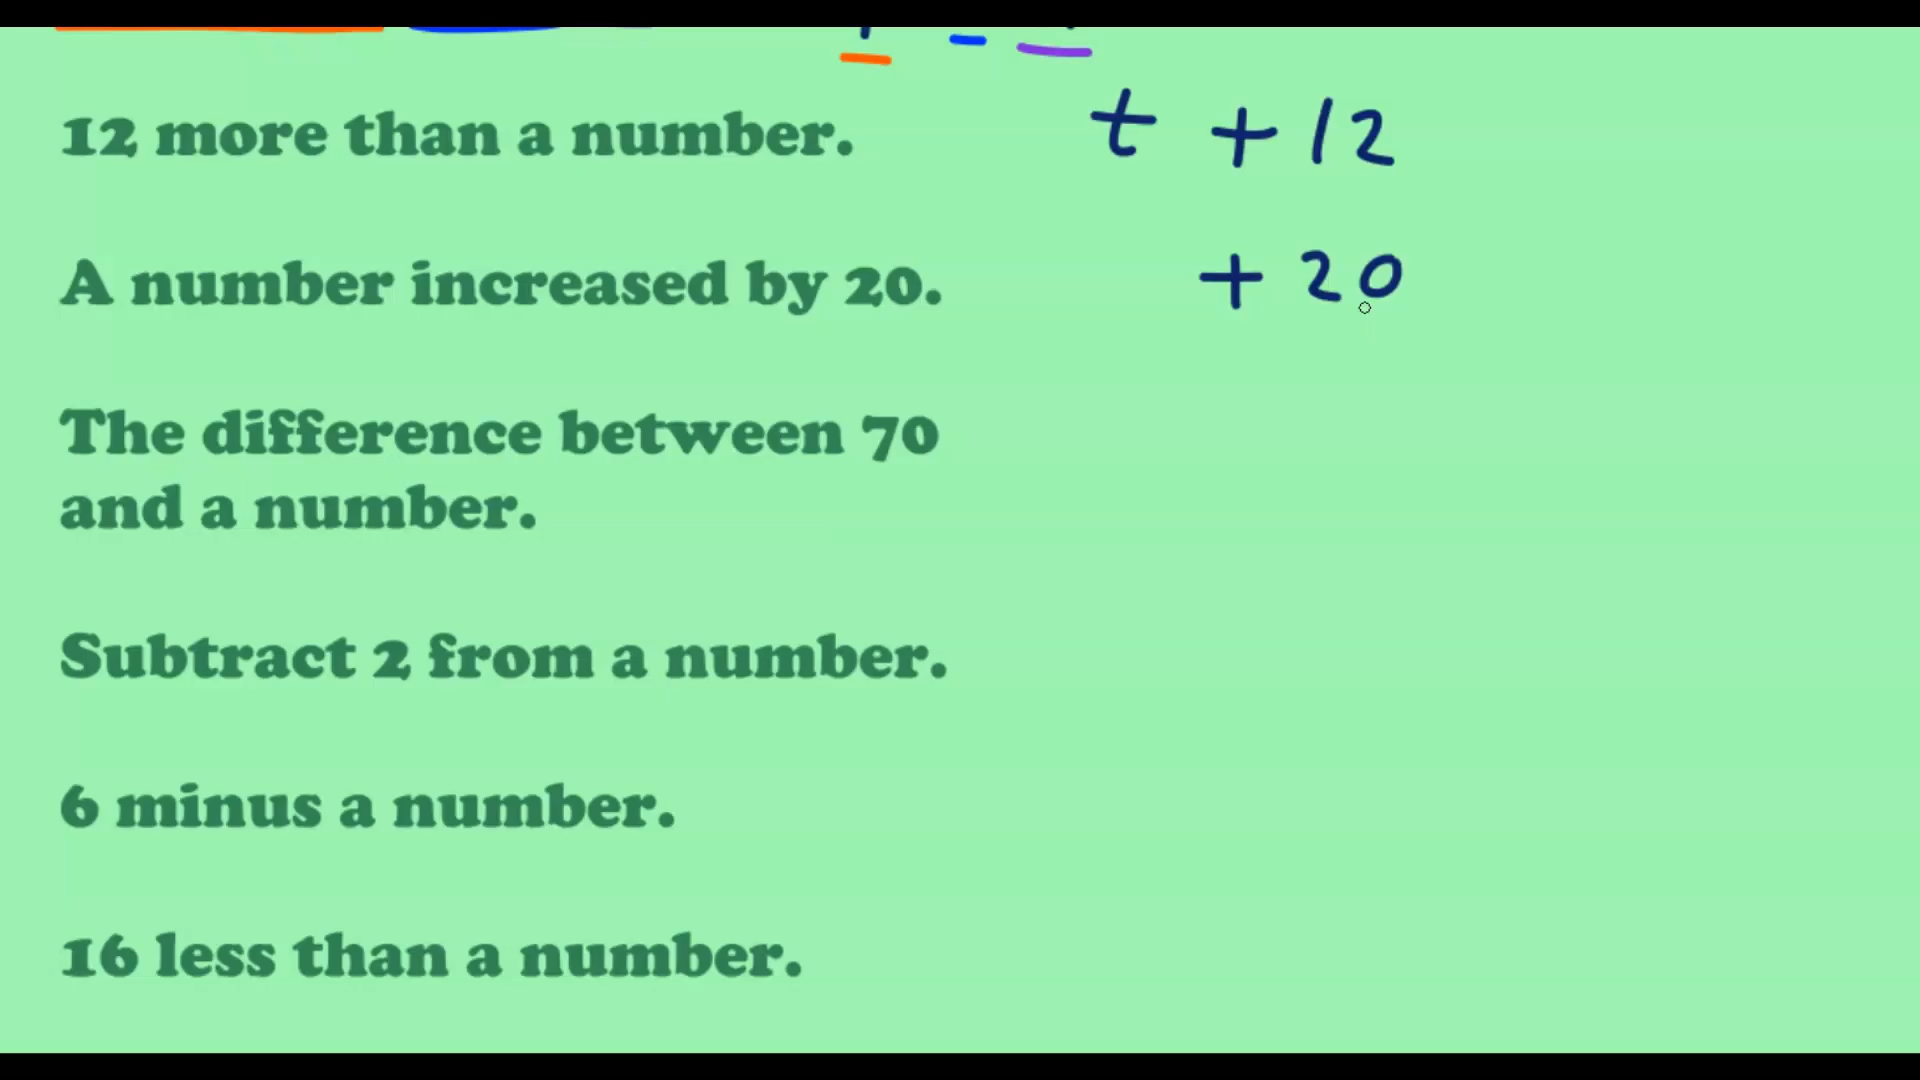 12 more than a number. t + 12
A number increased by 20. + 20
The difference between 70
and a number.
Subtract 2 from a number.
6 minus a number.
16 less than a number.